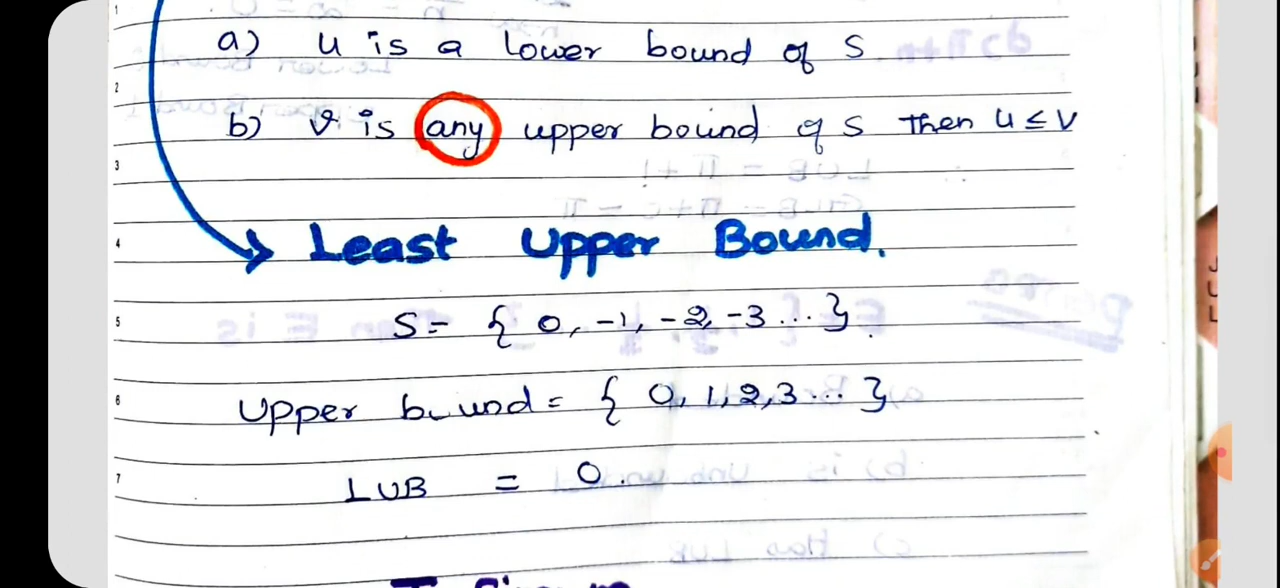 a) u is a lower bound of S
b) v is any upper bound of S then u ≤ v
Least Upper Bound.
S = { 0, -1, -2, -3 ... }
Upper bound = { 0, 1, 2, 3 ... }
LUB = 0.